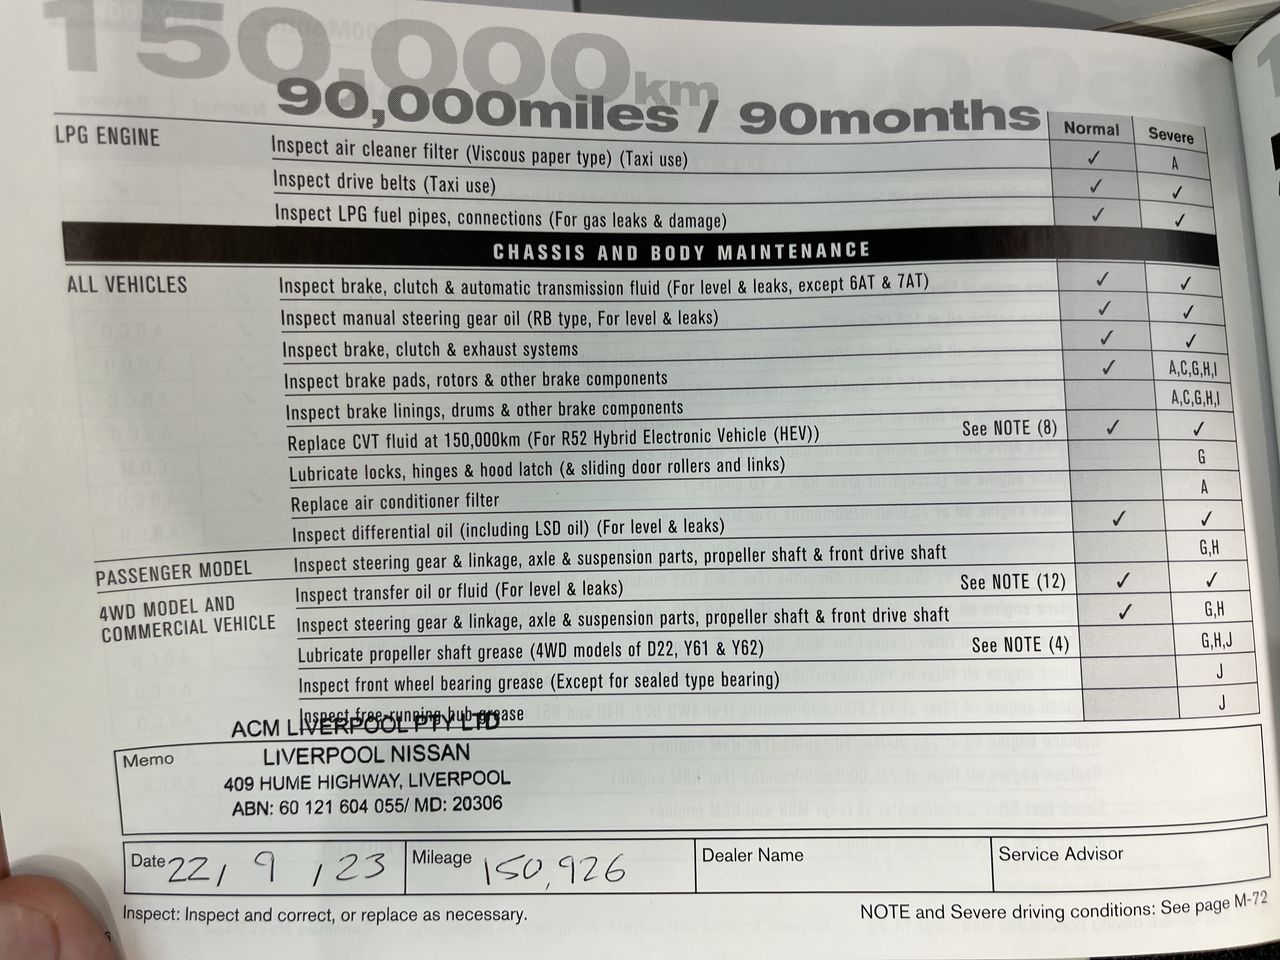 150,000km
90,000miles / 90months
Normal Severe
LPG ENGINE Inspect air cleaner filter (Viscous paper type) (Taxi use) ✓ A
Inspect drive belts (Taxi use) ✓ ✓
Inspect LPG fuel pipes, connections (For gas leaks & damage) ✓ ✓
CHASSIS AND BODY MAINTENANCE
ALL VEHICLES Inspect brake, clutch & automatic transmission fluid (For level & leaks, except 6AT & 7AT) ✓ ✓
Inspect manual steering gear oil (RB type, For level & leaks) ✓ ✓
Inspect brake, clutch & exhaust systems ✓ ✓
Inspect brake pads, rotors & other brake components ✓ A,C,G,H,I
Inspect brake linings, drums & other brake components A,C,G,H,I
Replace CVT fluid at 150,000km (For R52 Hybrid Electronic Vehicle (HEV)) See NOTE (8) ✓ ✓
Lubricate locks, hinges & hood latch (& sliding door rollers and links) G
Replace air conditioner filter A
Inspect differential oil (including LSD oil) (For level & leaks) ✓ ✓
PASSENGER MODEL Inspect steering gear & linkage, axle & suspension parts, propeller shaft & front drive shaft G,H
4WD MODEL AND COMMERCIAL VEHICLE Inspect transfer oil or fluid (For level & leaks) See NOTE (12) ✓ ✓
Inspect steering gear & linkage, axle & suspension parts, propeller shaft & front drive shaft ✓ G,H
Lubricate propeller shaft grease (4WD models of D22, Y61 & Y62) See NOTE (4) G,H,J
Inspect front wheel bearing grease (Except for sealed type bearing) J
Inspect free-running hub grease J
ACM LIVERPOOL PTY LTD
Memo LIVERPOOL NISSAN
409 HUME HIGHWAY, LIVERPOOL
ABN: 60 121 604 055/ MD: 20306
Date 22/ 9 /23 Mileage 150,926 Dealer Name Service Advisor
Inspect: Inspect and correct, or replace as necessary. NOTE and Severe driving conditions: See page M-72